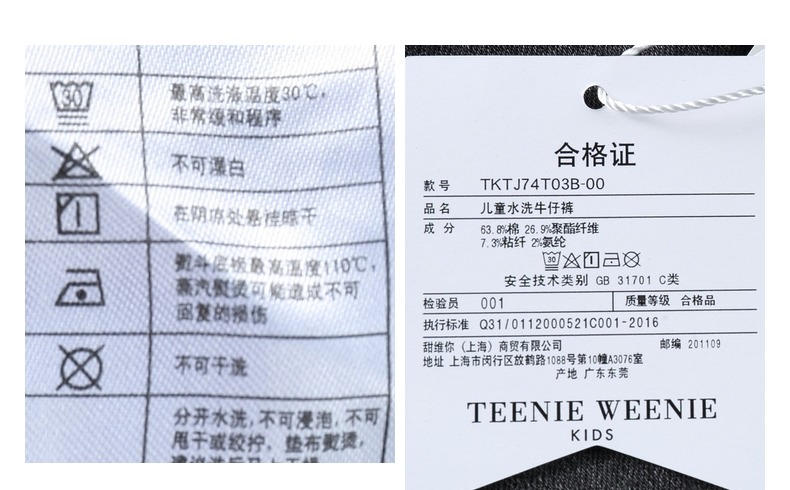 30
最高洗涤温度30℃,
非常缓和程序
不可漂白
在阴凉处悬挂晾干
熨斗底板最高温度110℃,
蒸汽熨烫可能造成不可
回复的损伤
不可干洗
分开水洗,不可浸泡,不可
甩干或绞拧,垫布熨烫,
合格证
款号 TKTJ74T03B-00
品名 儿童水洗牛仔裤
成 分 63.8%棉 26.9%聚酯纤维
7.3%粘纤 2%氨纶
30
安全技术类别 GB 31701 C类
检验员 001 质量等级 合格品
执行标准 Q31/0112000521C001-2016
甜维你(上海)商贸有限公司 邮编 201109
地址 上海市闵行区放鹤路1088号第10幢A3076室
产地 广东东莞
TEENIE WEENIE
KIDS